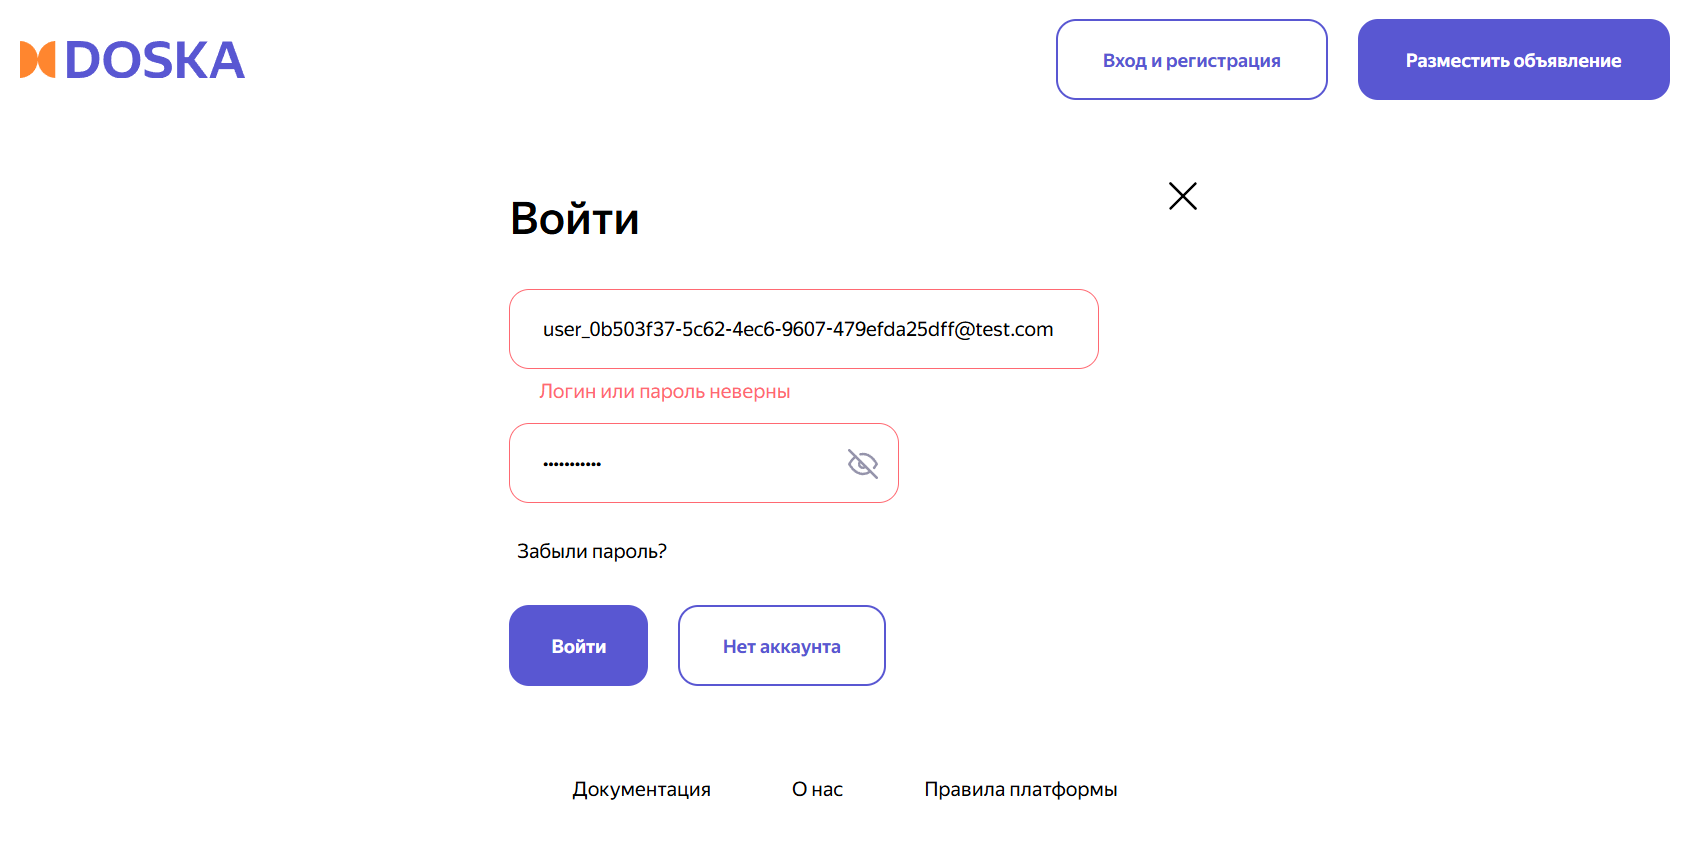 DOSKA
Вход и регистрация
Разместить объявление
Войти
user_0b503f37-5c62-4ec6-9607-479efda25dff@test.com
Логин или пароль неверны
•••••••••••
Забыли пароль?
Войти
Нет аккаунта
Документация
О нас
Правила платформы